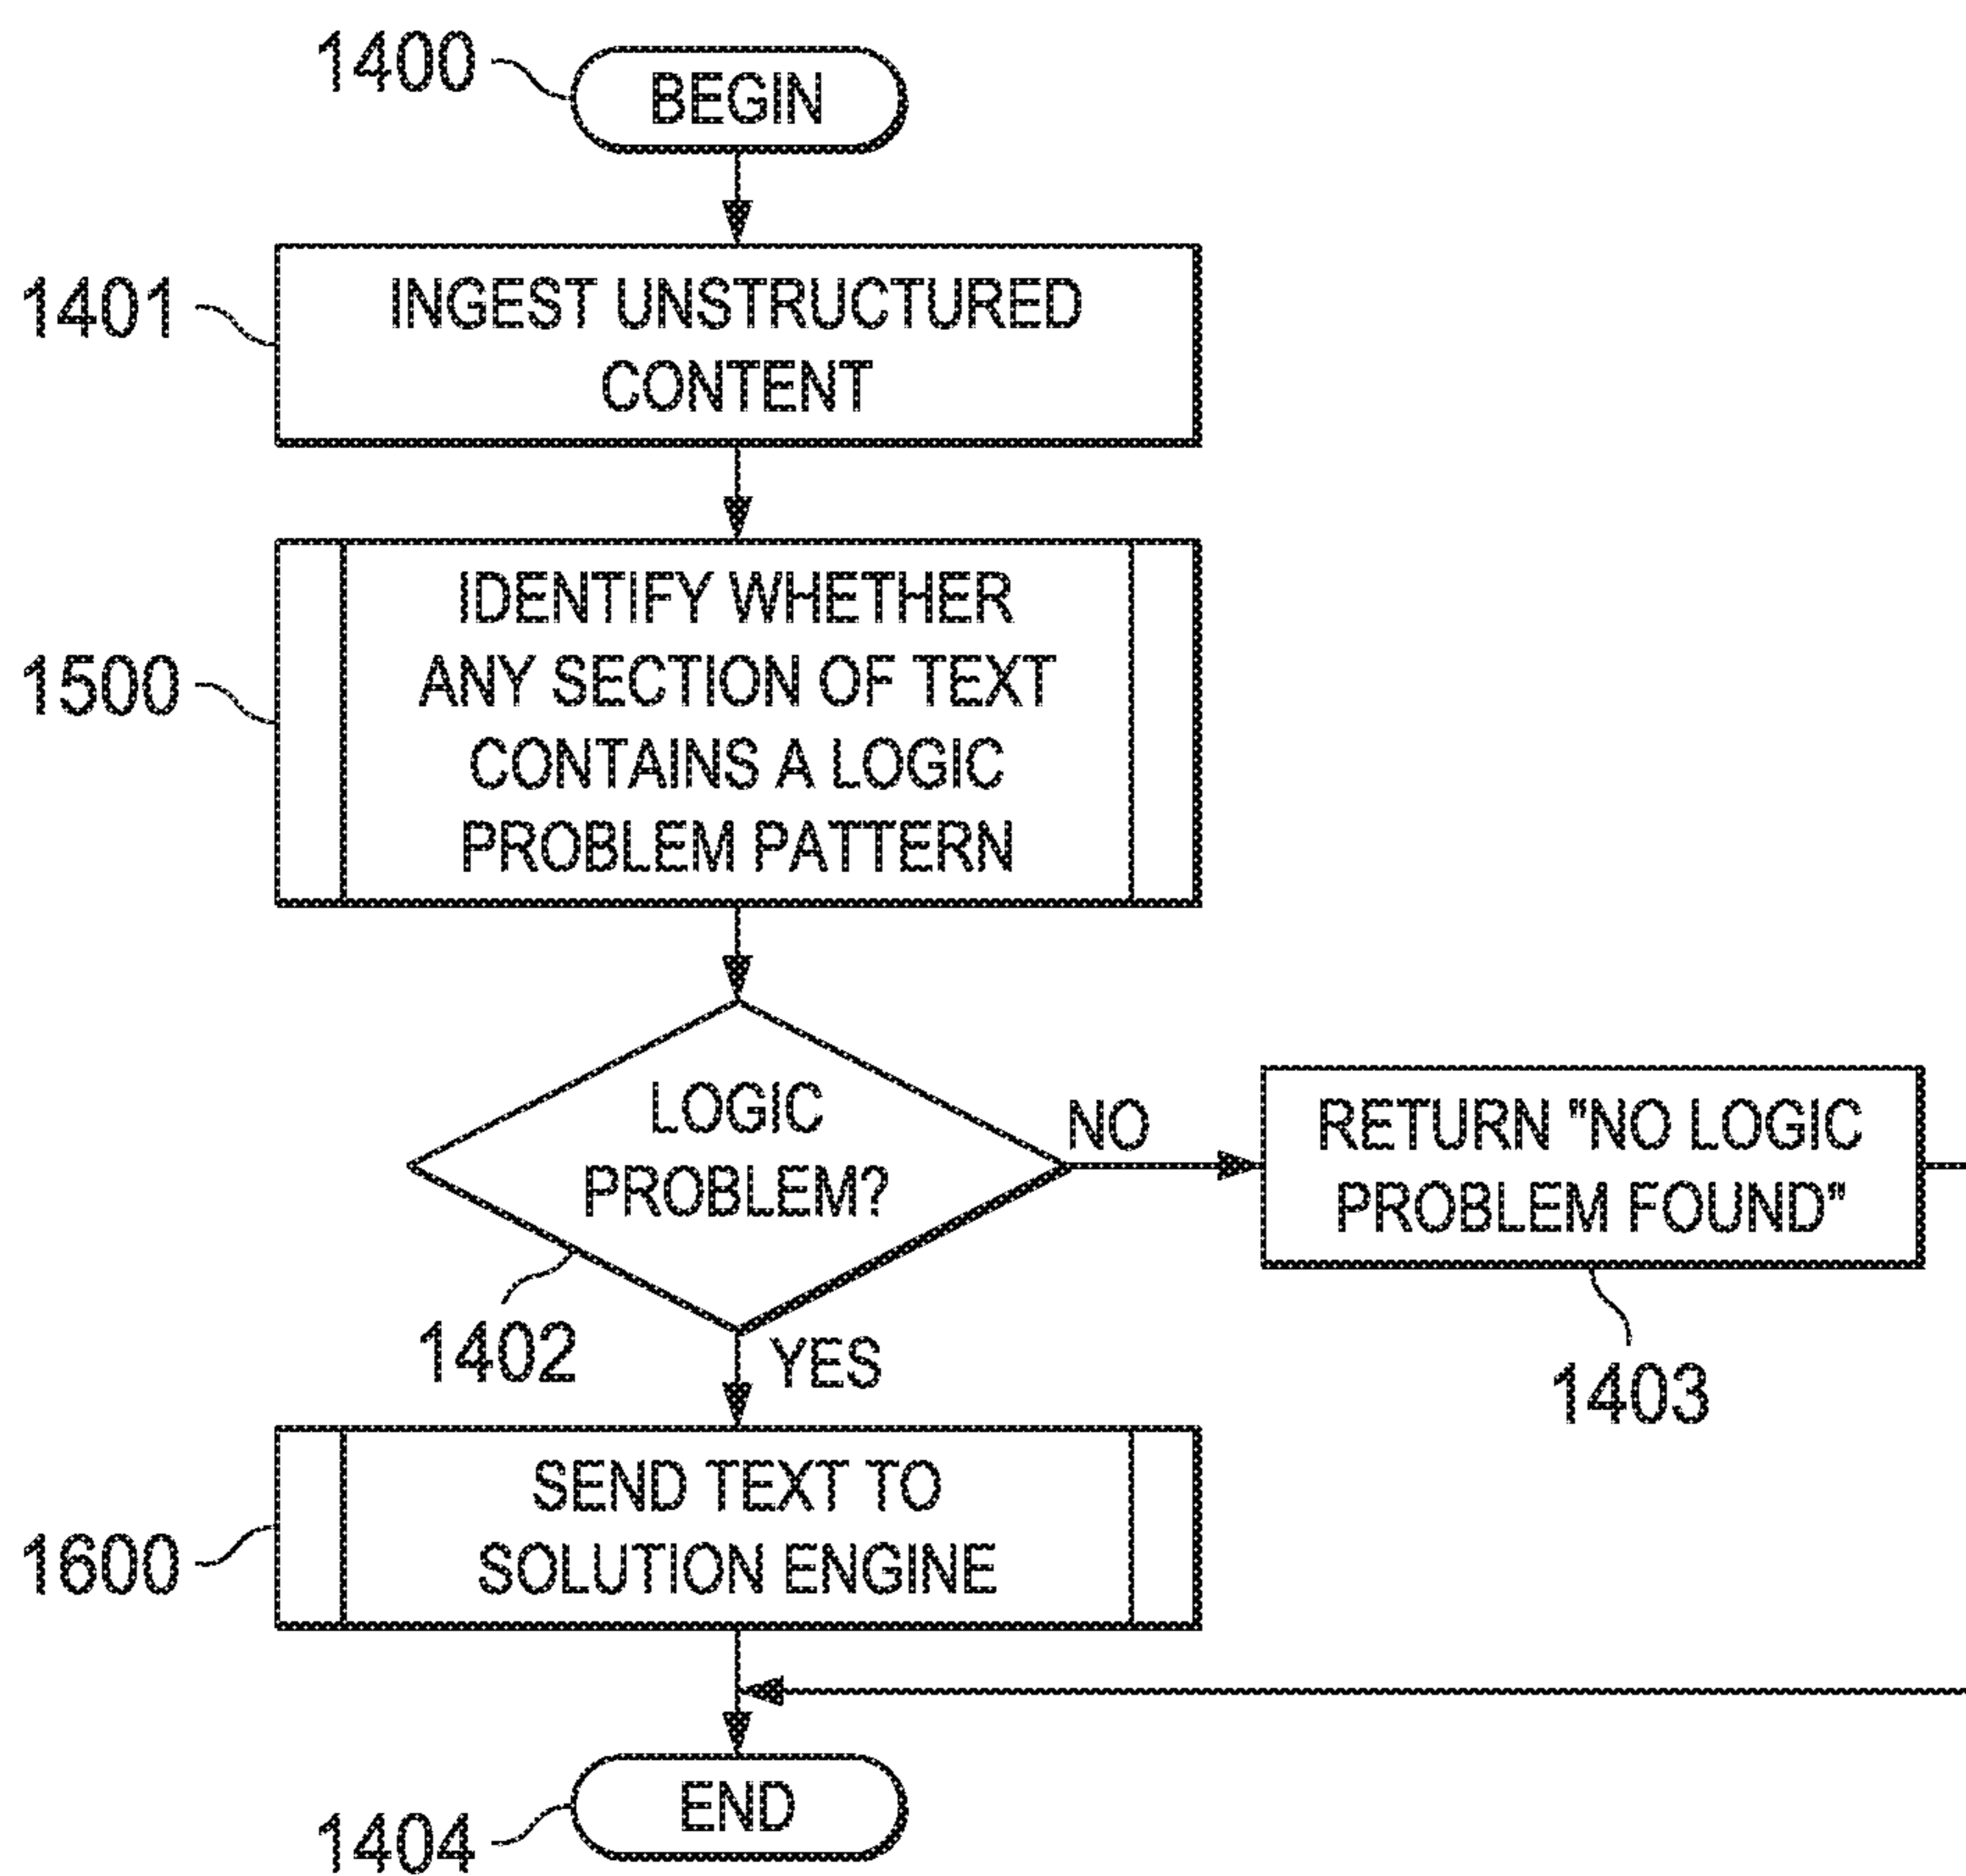 1400
BEGIN
1401
INGEST UNSTRUCTURED
CONTENT
1500
IDENTIFY WHETHER
ANY SECTION OF TEXT
CONTAINS A LOGIC
PROBLEM PATTERN
LOGIC
PROBLEM?
1402
NO
RETURN "NO LOGIC
PROBLEM FOUND"
1403
YES
1600
SEND TEXT TO
SOLUTION ENGINE
END
1404